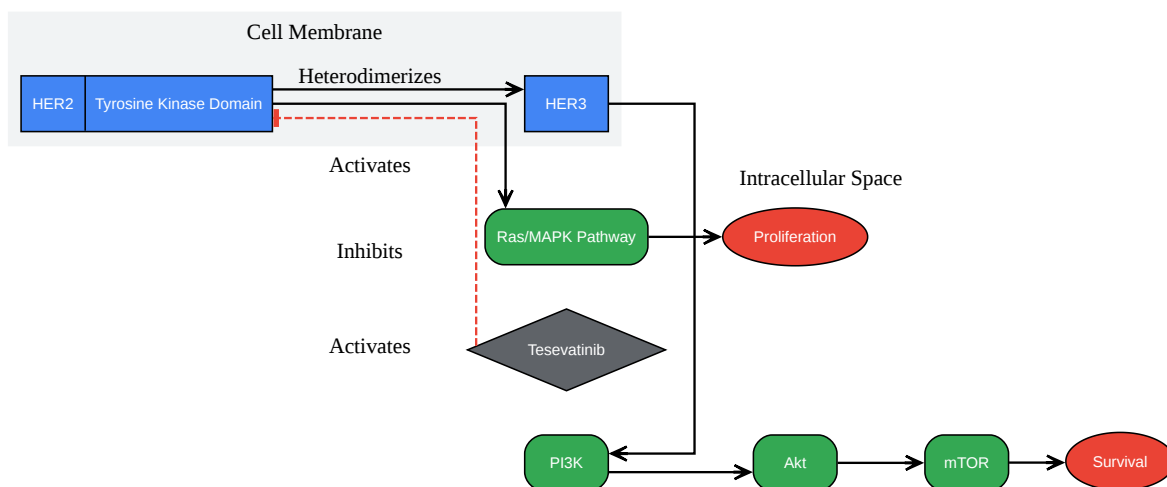 Cell Membrane
Heterodimerizes
HER2
Tyrosine Kinase Domain
HER3
Activates
Intracellular Space
Ras/MAPK Pathway
Proliferation
Inhibits
Activates
Tesevatinib
PI3K
Akt
mTOR
Survival